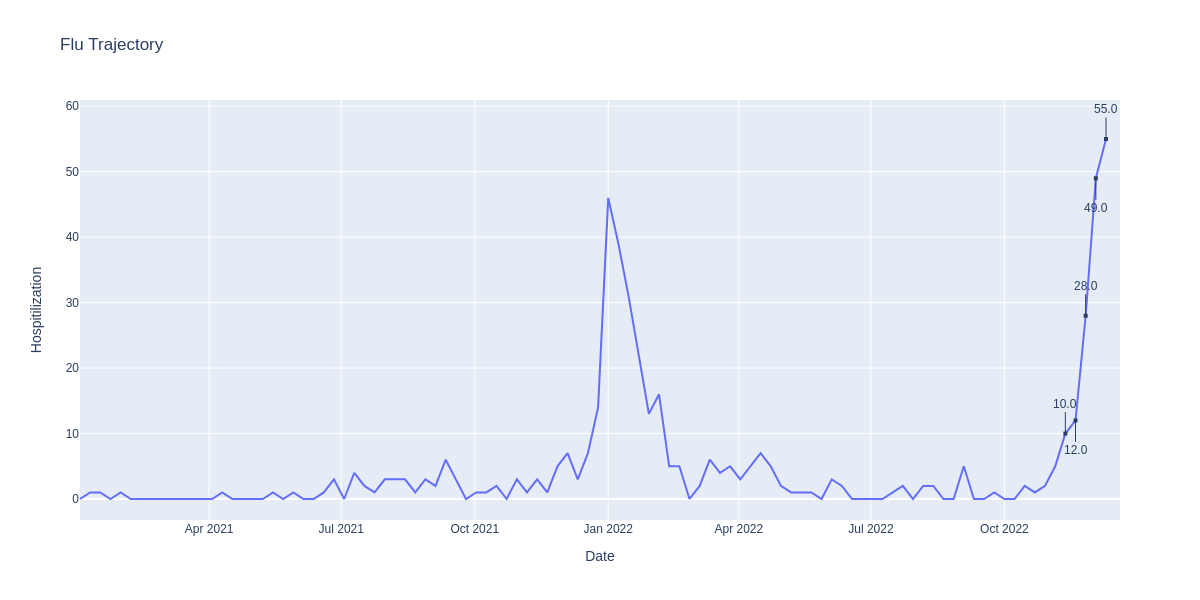 Flu Trajectory
60
50
40
30
20
10
0
Hospitilization
55.0
49.0
28.0
10.0
12.0
Apr 2021
Jul 2021
Oct 2021
Jan 2022
Apr 2022
Jul 2022
Oct 2022
Date